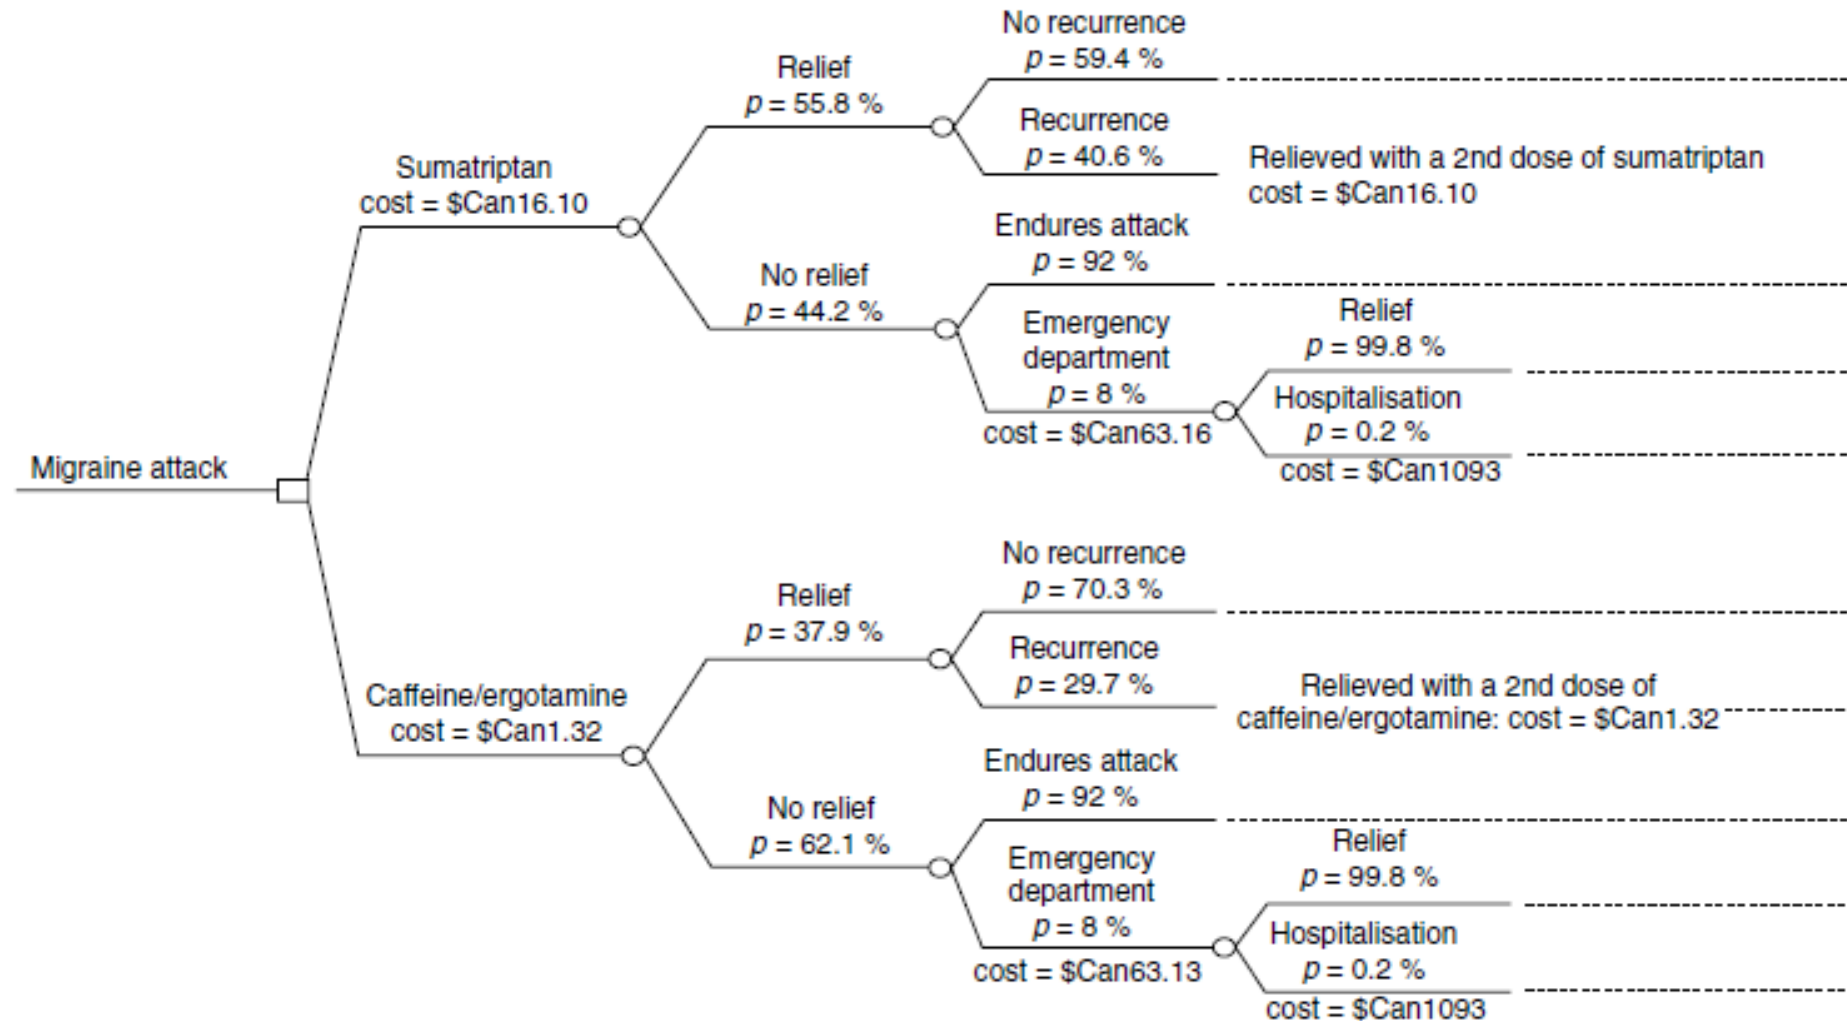 No recurrence
p = 59.4 %
Relief
p = 55.8 %
Recurrence
p = 40.6 %
Relieved with a 2nd dose of sumatriptan
cost = $Can16.10
Sumatriptan
cost = $Can16.10
Endures attack
p = 92 %
No relief
p = 44.2 %
Emergency
department
p = 8 %
cost = $Can63.16
Relief
p = 99.8 %
Hospitalisation
p = 0.2 %
cost = $Can1093
Migraine attack
No recurrence
p = 70.3 %
Relief
p = 37.9 %
Recurrence
p = 29.7 %
Relieved with a 2nd dose of
caffeine/ergotamine: cost = $Can1.32
Caffeine/ergotamine
cost = $Can1.32
Endures attack
p = 92 %
No relief
p = 62.1 %
Emergency
department
p = 8 %
cost = $Can63.13
Relief
p = 99.8 %
Hospitalisation
p = 0.2 %
cost = $Can1093